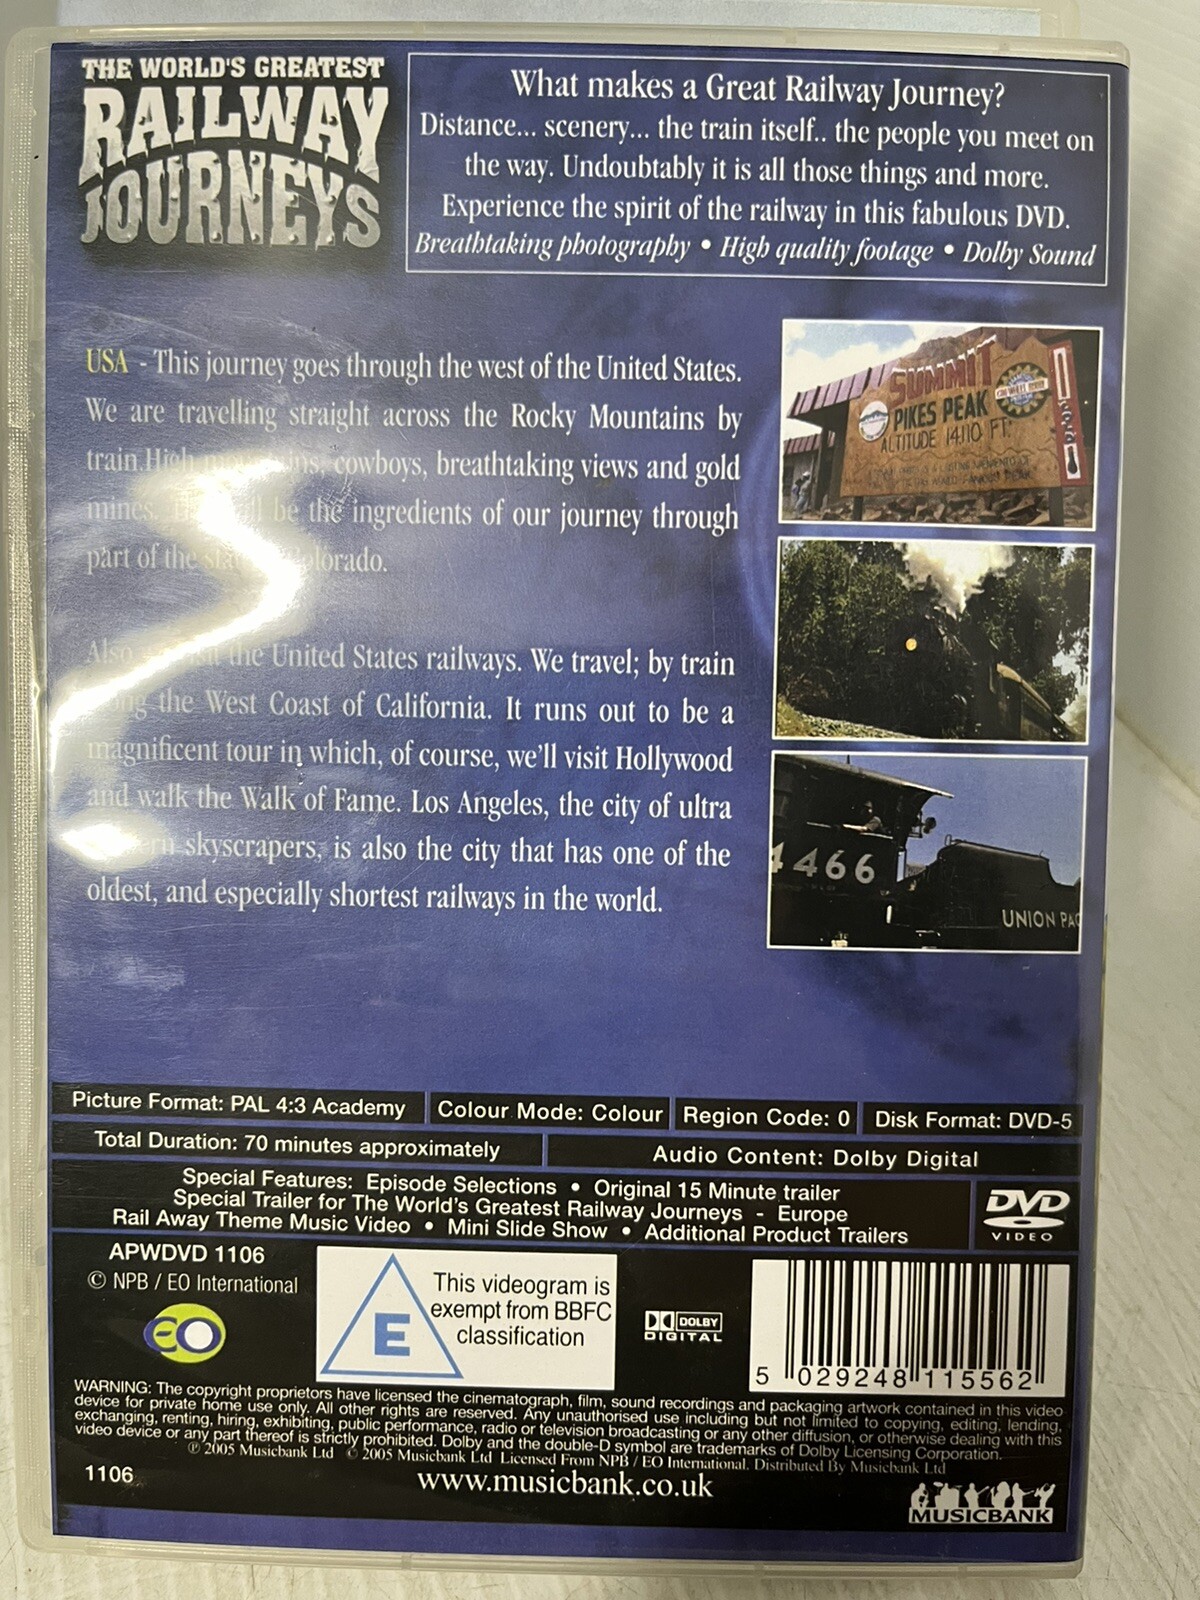 THE WORLD'S GREATEST
RAILWAY
JOURNEYS
What makes a Great Railway Journey?
Distance... scenery... the train itself.. the people you meet on
the way. Undoubtably it is all those things and more.
Experience the spirit of the railway in this fabulous DVD.
Breathtaking photography • High quality footage • Dolby Sound
USA - This journey goes through the west of the United States.
We are travelling straight across the Rocky Mountains by
train.High cowboys, breathtaking views and gold
mines. be the ingredients of our journey through
part of the
Also the United States railways. We travel; by train
the West Coast of California. It runs out to be a
magnificent tour in which, of course, we'll visit Hollywood
and walk the Walk of Fame. Los Angeles, the city of ultra
skyscrapers, is also the city that has one of the
oldest, and especially shortest railways in the world.
SUMMIT
PIKES PEAK
ALTITUDE 14110 FT.
4466
UNION PAC
Picture Format: PAL 4:3 Academy
Colour Mode: Colour
Region Code: 0
Disk Format: DVD-5
Total Duration: 70 minutes approximately
Audio Content: Dolby Digital
Special Features: Episode Selections • Original 15 Minute trailer
Special Trailer for The World's Greatest Railway Journeys - Europe
Rail Away Theme Music Video • Mini Slide Show • Additional Product Trailers
DVD
VIDEO
APWDVD 1106
© NPB / EO International
EO
E
This videogram is
exempt from BBFC
classification
DOLBY
DIGITAL
5 029248 115562
WARNING: The copyright proprietors have licensed the cinematograph, film, sound recordings and packaging artwork contained in this video
device for private home use only. All other rights are reserved. Any unauthorised use including but not limited to copying, editing, lending,
exchanging, renting, hiring, exhibiting, public performance, radio or television broadcasting or any other diffusion, or otherwise dealing with this
video device or any part thereof is strictly prohibited. Dolby and the double-D symbol are trademarks of Dolby Licensing Corporation.
℗ 2005 Musicbank Ltd © 2005 Musicbank Ltd Licensed From NPB / EO International. Distributed By Musicbank Ltd
1106
www.musicbank.co.uk
MUSICBANK